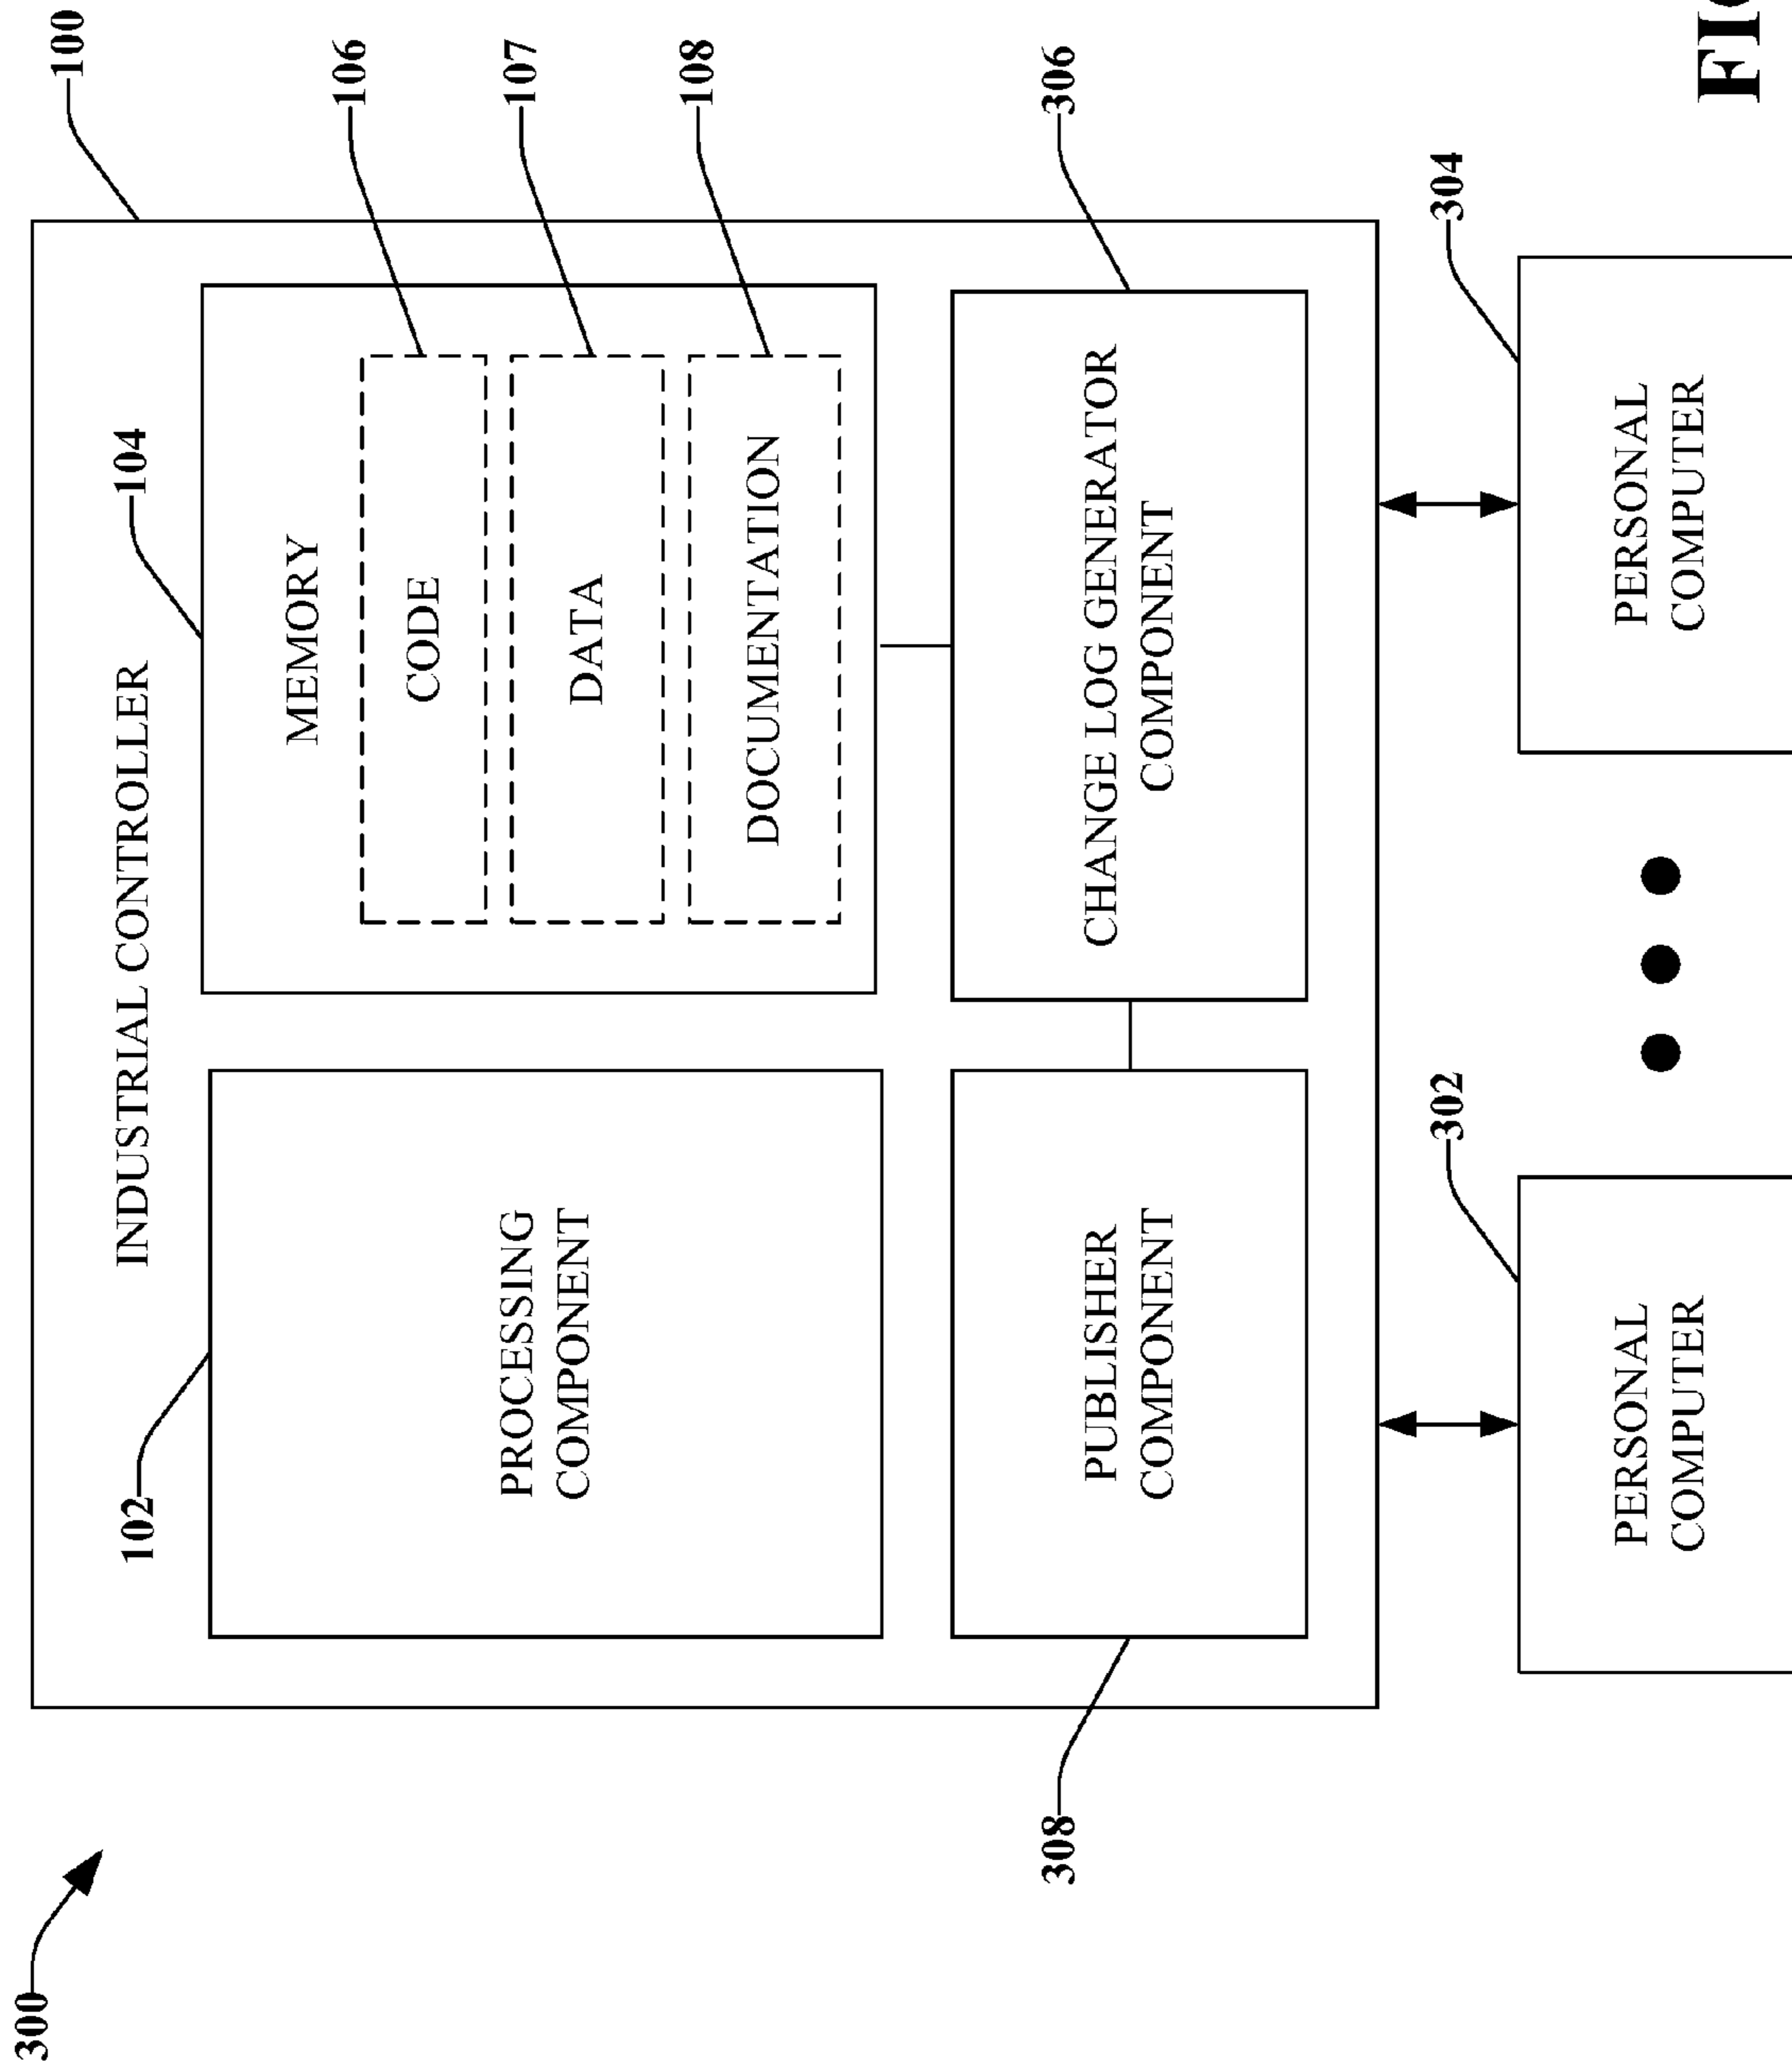 300
100
INDUSTRIAL CONTROLLER
102
104
PROCESSING
COMPONENT
MEMORY
106
CODE
107
DATA
108
DOCUMENTATION
308
PUBLISHER
COMPONENT
306
CHANGE LOG GENERATOR
COMPONENT
302
PERSONAL
COMPUTER
304
PERSONAL
COMPUTER